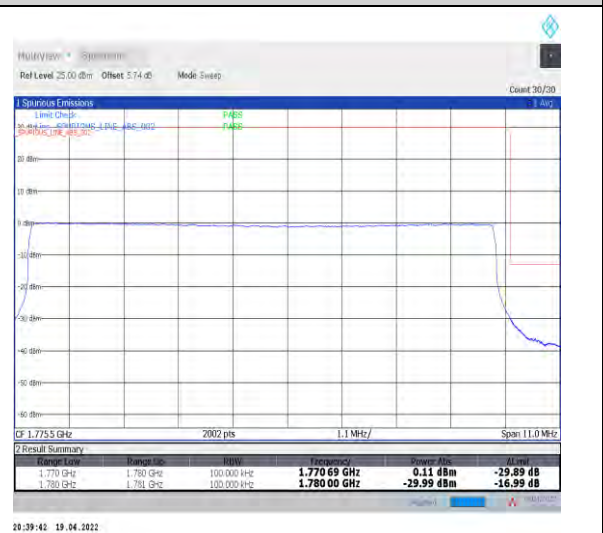 MultiView Spectrum
Ref Level 25.00 dBm Offset 5.74 dB Mode Sweep
Count 30/30
1 Spurious Emissions 1 Avg
Limit Check PASS
PASS
_SPURIOUS_LINE_ABS_002
20 dBm
10 dBm
0 dBm
-10 dBm
-20 dBm
-30 dBm
-40 dBm
-50 dBm
-60 dBm
CF 1.7755 GHz 2002 pts 1.1 MHz/ Span 11.0 MHz
2 Result Summary
Range Low Range Up RBW Frequency Power Abs ΔLimit
1.770 GHz 1.780 GHz 100.000 kHz 1.770 69 GHz 0.11 dBm -29.89 dB
1.780 GHz 1.781 GHz 100.000 kHz 1.780 00 GHz -29.99 dBm -16.99 dB
20:39:42 19.04.2022